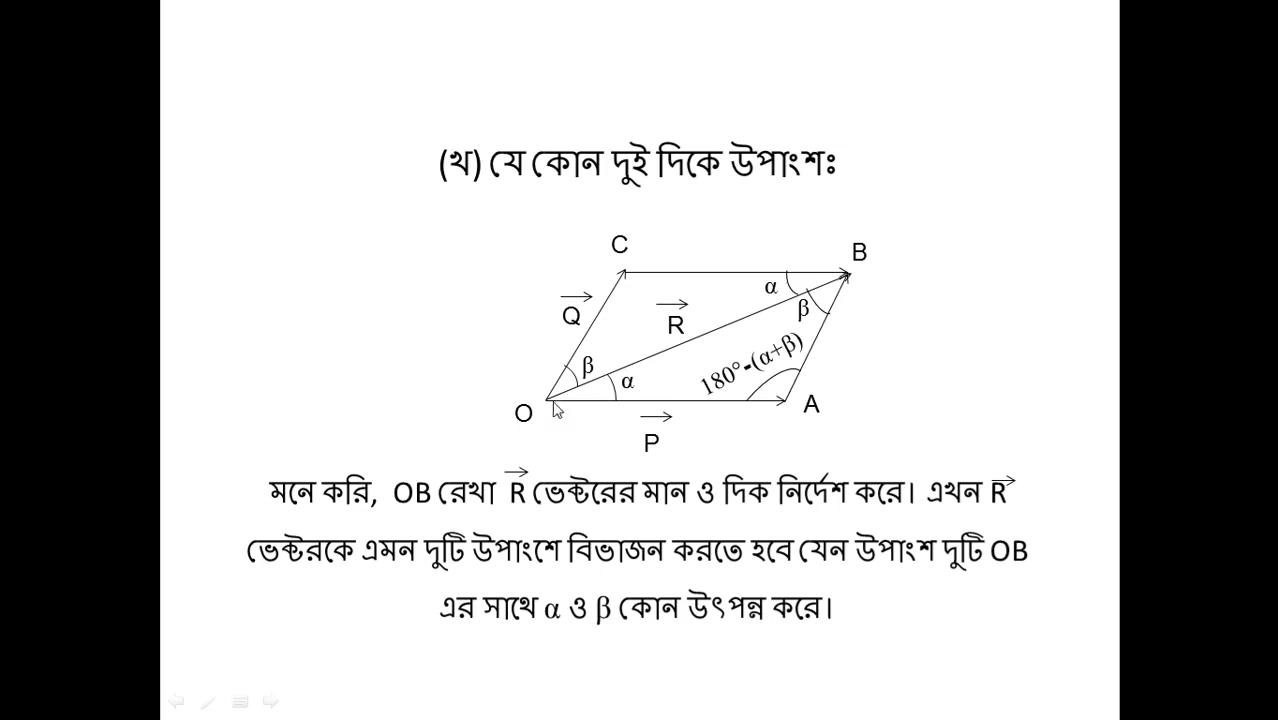 (খ) যে কোন দুই দিকে উপাংশঃ
C
B
α
Q
R
β
β
α
180°-(α+β)
O
A
P
মনে করি, OB রেখা R ভেক্টরের মান ও দিক নির্দেশ করে। এখন R
ভেক্টরকে এমন দুটি উপাংশে বিভাজন করতে হবে যেন উপাংশ দুটি OB
এর সাথে α ও β কোন উৎপন্ন করে।